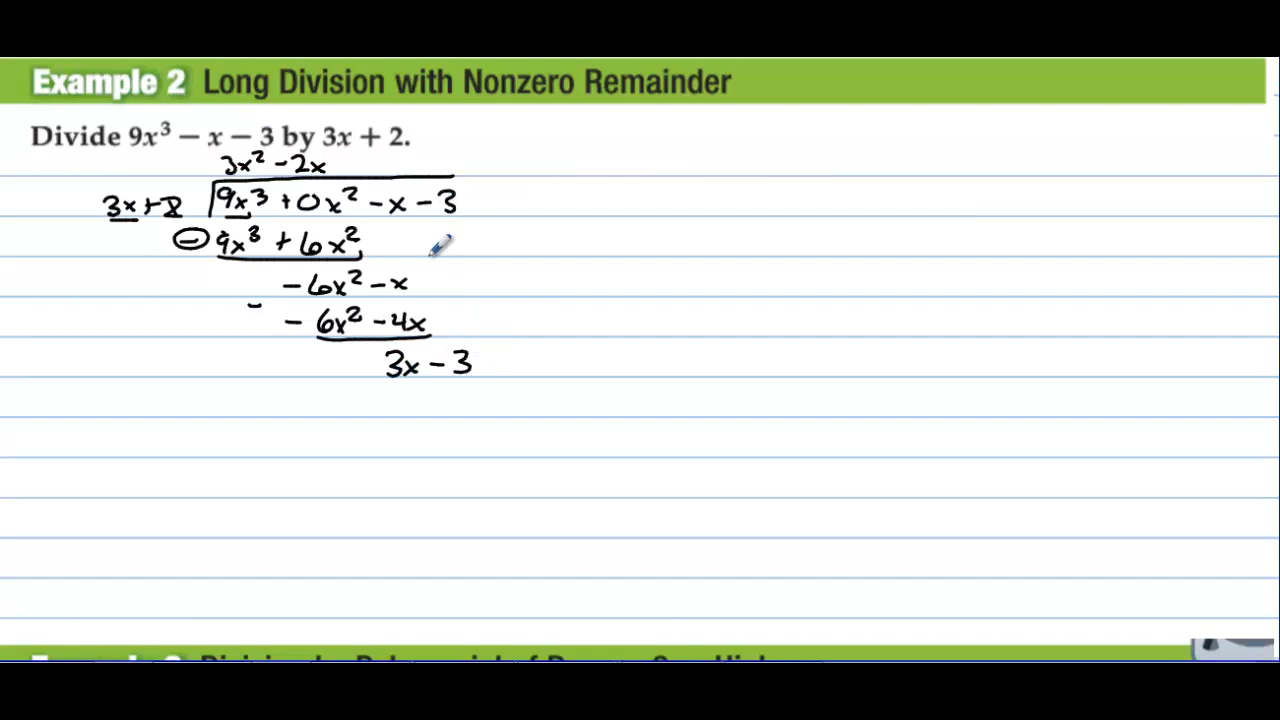 Example 2 Long Division with Nonzero Remainder
Divide 9x³ − x − 3 by 3x + 2.
3x² − 2x
3x + 2 9x³ + 0x² − x − 3
− 9x³ + 6x²
− 6x² − x
−
− 6x² − 4x
3x − 3